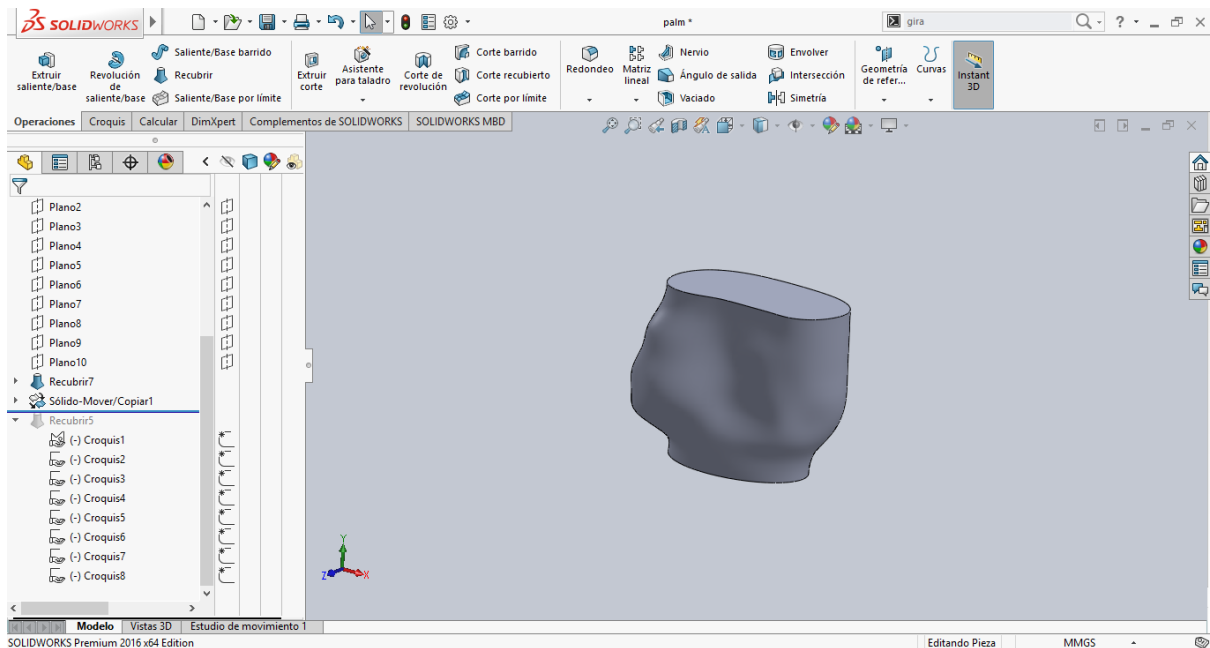 SOLIDWORKS palm * gira ?
Extruir saliente/base
Revolución de saliente/base
Saliente/Base barrido
Recubrir
Saliente/Base por límite
Extruir corte
Asistente para taladro
Corte de revolución
Corte barrido
Corte recubierto
Corte por límite
Redondeo
Matriz lineal
Nervio
Ángulo de salida
Vaciado
Envolver
Intersección
Simetría
Geometría de refer...
Curvas
Instant 3D
Operaciones Croquis Calcular DimXpert Complementos de SOLIDWORKS SOLIDWORKS MBD
Plano2
Plano3
Plano4
Plano5
Plano6
Plano7
Plano8
Plano9
Plano10
Recubrir7
Sólido-Mover/Copiar1
Recubrir5
(-) Croquis1
(-) Croquis2
(-) Croquis3
(-) Croquis4
(-) Croquis5
(-) Croquis6
(-) Croquis7
(-) Croquis8
Y
Z X
Modelo Vistas 3D Estudio de movimiento 1
SOLIDWORKS Premium 2016 x64 Edition Editando Pieza MMGS